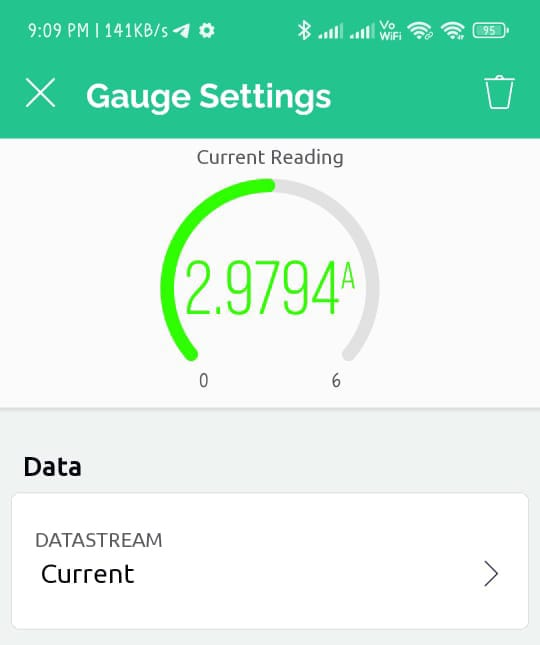 9:09 PM | 141KB/s Vo WiFi 95
Gauge Settings
Current Reading
2.9794A
0 6
Data
DATASTREAM
Current